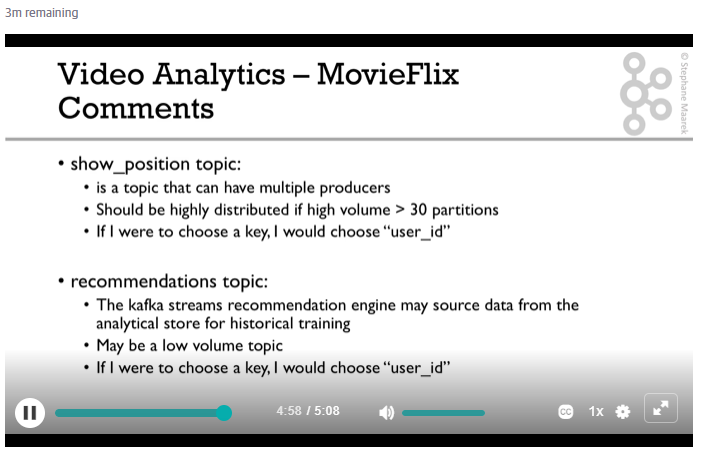 3m remaining
Video Analytics – MovieFlix
Comments
© Stephane Maarek
• show_position topic:
• is a topic that can have multiple producers
• Should be highly distributed if high volume > 30 partitions
• If I were to choose a key, I would choose “user_id”
• recommendations topic:
• The kafka streams recommendation engine may source data from the
analytical store for historical training
• May be a low volume topic
• If I were to choose a key, I would choose “user_id”
4:58 / 5:08
CC
1x